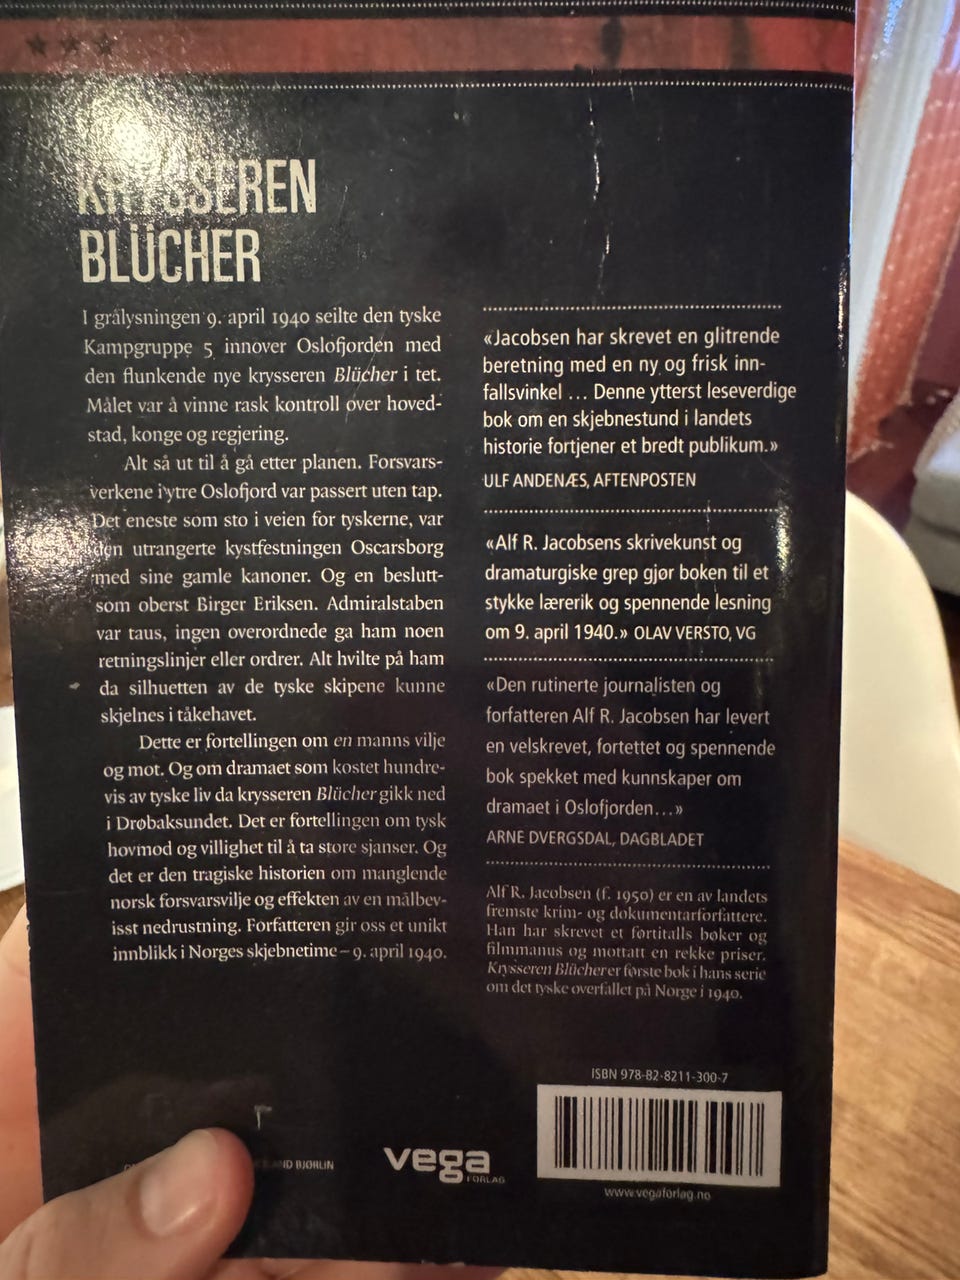 KRYSSEREN
BLÜCHER
I grålysningen 9. april 1940 seilte den tyske
Kampgruppe 5 innover Oslofjorden med
den flunkende nye krysseren Blücher i tet.
Målet var å vinne rask kontroll over hoved-
stad, konge og regjering.
Alt så ut til å gå etter planen. Forsvars-
verkene i ytre Oslofjord var passert uten tap.
Det eneste som sto i veien for tyskerne, var
den utrangerte kystfestningen Oscarsborg
med sine gamle kanoner. Og en beslutt-
som oberst Birger Eriksen. Admiralstaben
var taus, ingen overordnede ga ham noen
retningslinjer eller ordrer. Alt hvilte på ham
da silhuetten av de tyske skipene kunne
skjelnes i tåkehavet.
Dette er fortellingen om en manns vilje
og mot. Og om dramaet som kostet hundre-
vis av tyske liv da krysseren Blücher gikk ned
i Drøbaksundet. Det er fortellingen om tysk
hovmod og villighet til å ta store sjanser. Og
det er den tragiske historien om manglende
norsk forsvarsvilje og effekten av en målbev-
isst nedrustning. Forfatteren gir oss et unikt
innblikk i Norges skjebnetime – 9. april 1940.
«Jacobsen har skrevet en glitrende
beretning med en ny og frisk inn-
fallsvinkel ... Denne ytterst leseverdige
bok om en skjebnestund i landets
historie fortjener et bredt publikum.»
ULF ANDENÆS, AFTENPOSTEN
«Alf R. Jacobsens skrivekunst og
dramaturgiske grep gjør boken til et
stykke lærerik og spennende lesning
om 9. april 1940.» OLAV VERSTO, VG
«Den rutinerte journalisten og
forfatteren Alf R. Jacobsen har levert
en velskrevet, fortettet og spennende
bok spekket med kunnskaper om
dramaet i Oslofjorden...»
ARNE DVERGSDAL, DAGBLADET
Alf R. Jacobsen (f. 1950) er en av landets
fremste krim- og dokumentarforfattere.
Han har skrevet et førtitalls bøker og
filmmanus og mottatt en rekke priser.
Krysseren Blücher er første bok i hans serie
om det tyske overfallet på Norge i 1940.
ISBN 978-82-8211-300-7
BJØRLIN
vega
FORLAG
www.vegaforlag.no